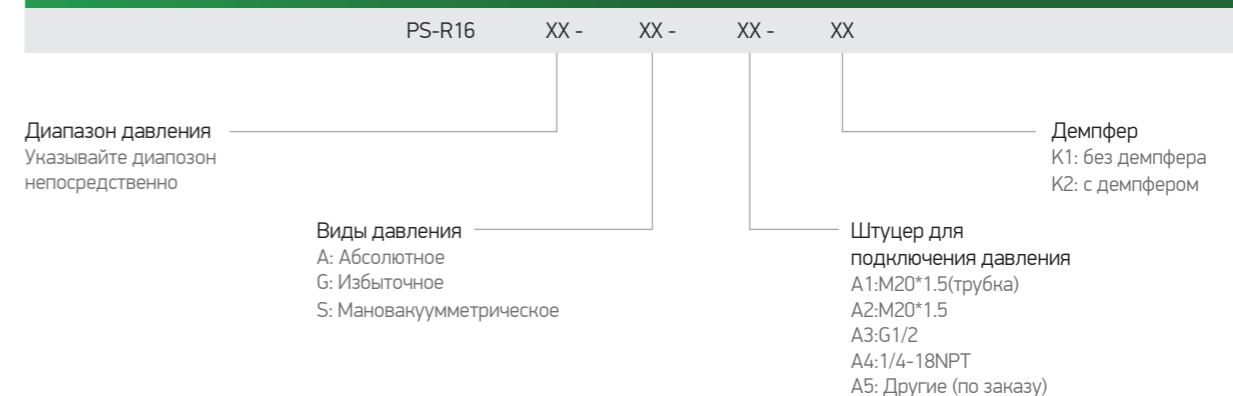 PS-R16 XX - XX - XX - XX
Диапазон давления
Указывайте диапозон
непосредственно
Виды давления
A: Абсолютное
G: Избыточное
S: Мановакуумметрическое
Штуцер для
подключения давления
A1:M20*1.5(трубка)
A2:M20*1.5
A3:G1/2
A4:1/4-18NPT
A5: Другие (по заказу)
Демпфер
K1: без демпфера
K2: с демпфером